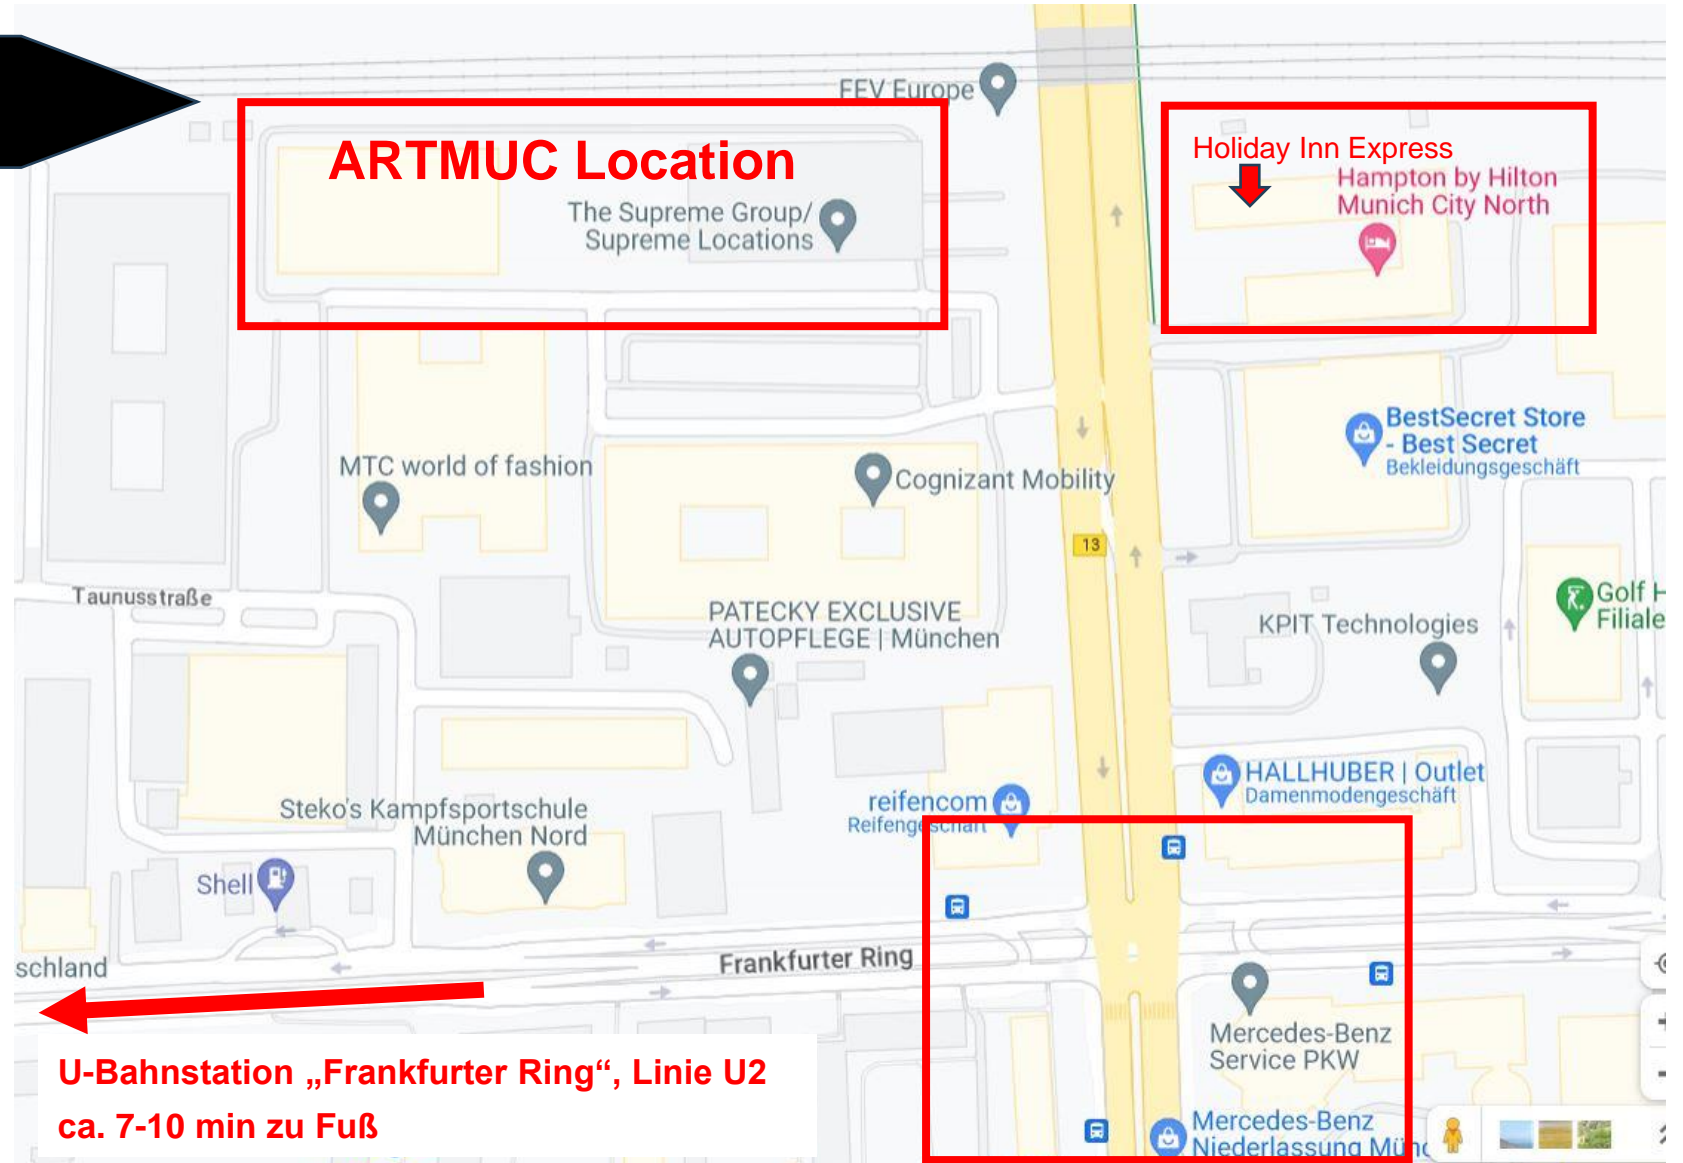 FEV Europe
ARTMUC Location
Holiday Inn Express
Hampton by Hilton
Munich City North
The Supreme Group/
Supreme Locations
BestSecret Store
- Best Secret
Bekleidungsgeschäft
MTC world of fashion
Cognizant Mobility
13
Taunusstraße
PATECKY EXCLUSIVE
AUTOPFLEGE | München
KPIT Technologies
Golf H
Filiale
HALLHUBER | Outlet
Damenmodengeschäft
reifencom
Reifengeschäft
Steko's Kampfsportschule
München Nord
Shell
Frankfurter Ring
schland
Mercedes-Benz
Service PKW
U-Bahnstation „Frankfurter Ring“, Linie U2
ca. 7-10 min zu Fuß
Mercedes-Benz
Niederlassung Münc